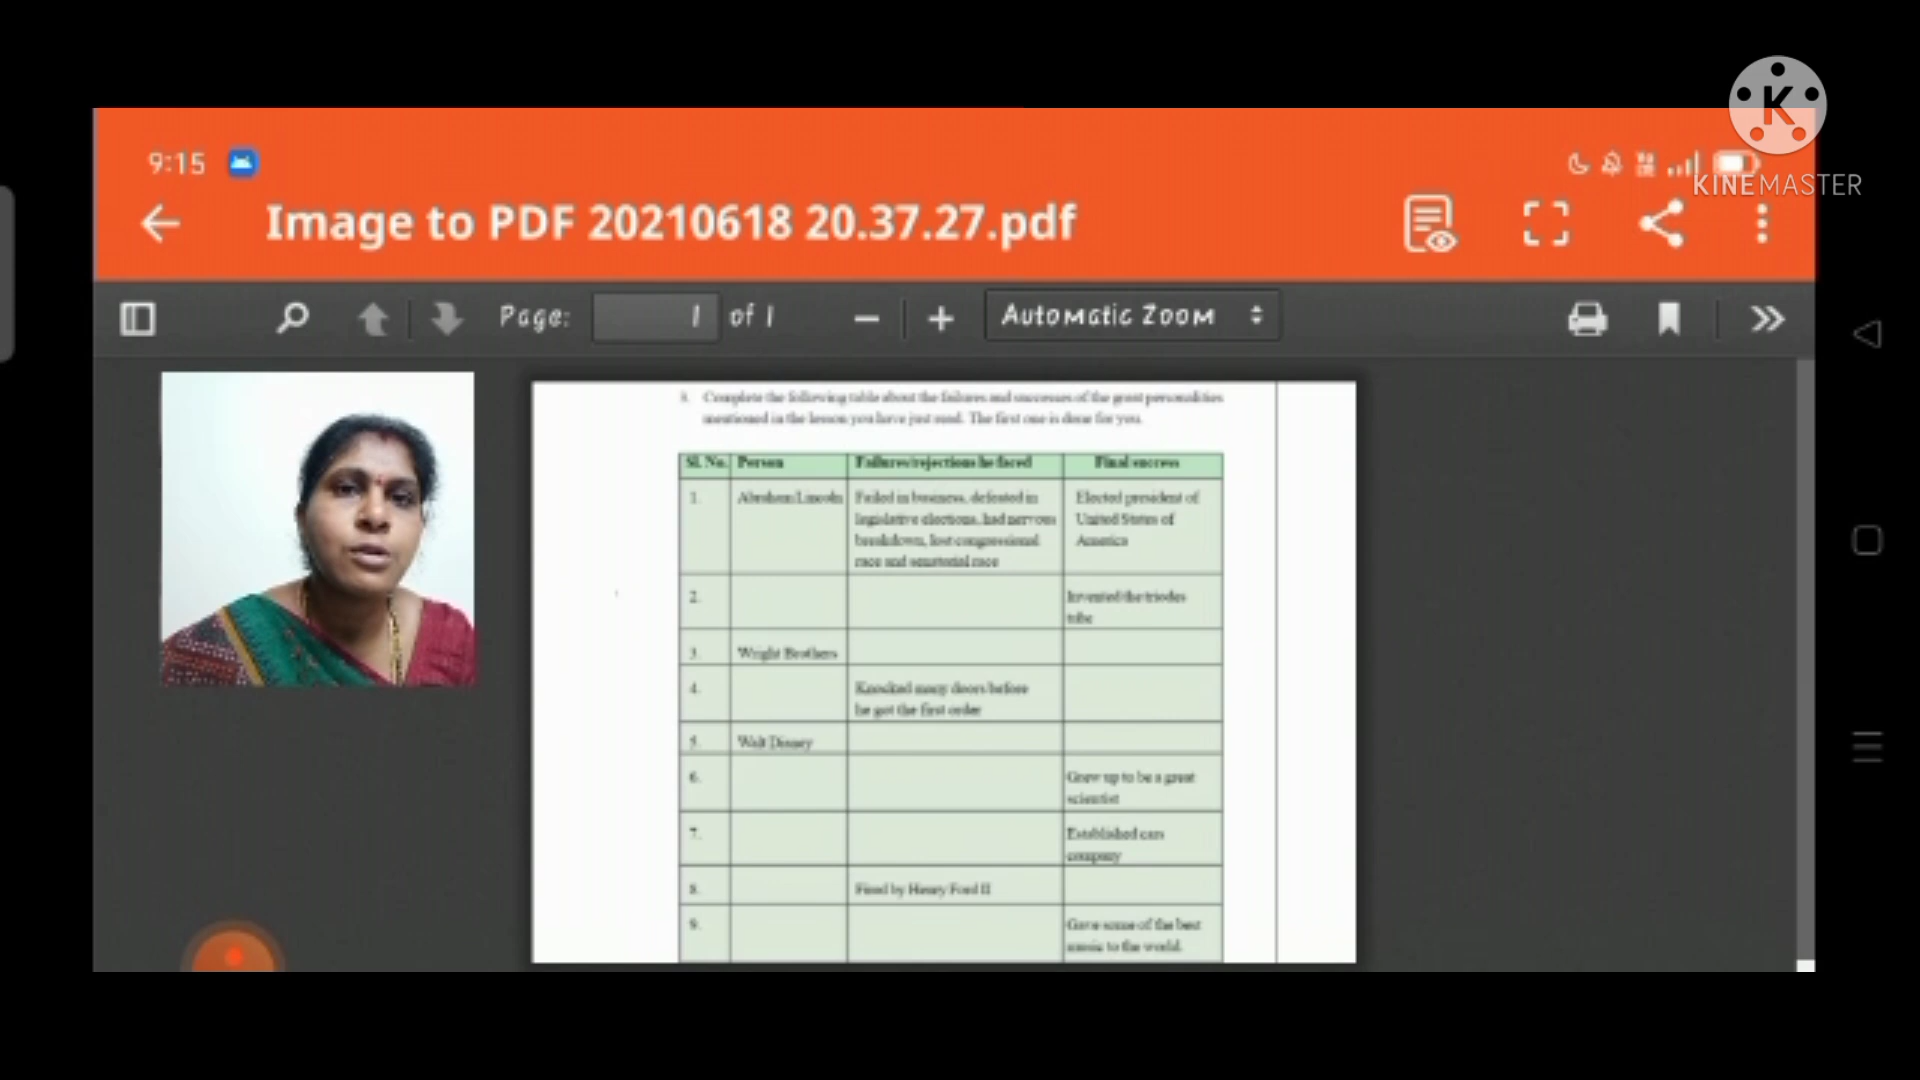 9:15
K
KINEMASTER
Image to PDF 20210618 20.37.27.pdf
Page: 1 of 1
Automatic Zoom
3. Complete the following table about the failures and successes of the great personalities
mentioned in the lesson you have just read. The first one is done for you.
Sl. No. Person Failures/rejections he faced Final success
1. Abraham Lincoln Failed in business, defeated in Elected president of
legislative elections, had nervous United States of
breakdown, lost congressional America
race and senatorial race
2. Invented the triodes
tube
3. Wright Brothers
4. Knocked many doors before
he got the first order
5. Walt Disney
6. Grew up to be a great
scientist
7. Established cars
company
8. Fired by Henry Ford II
9. Gave some of the best
music to the world.